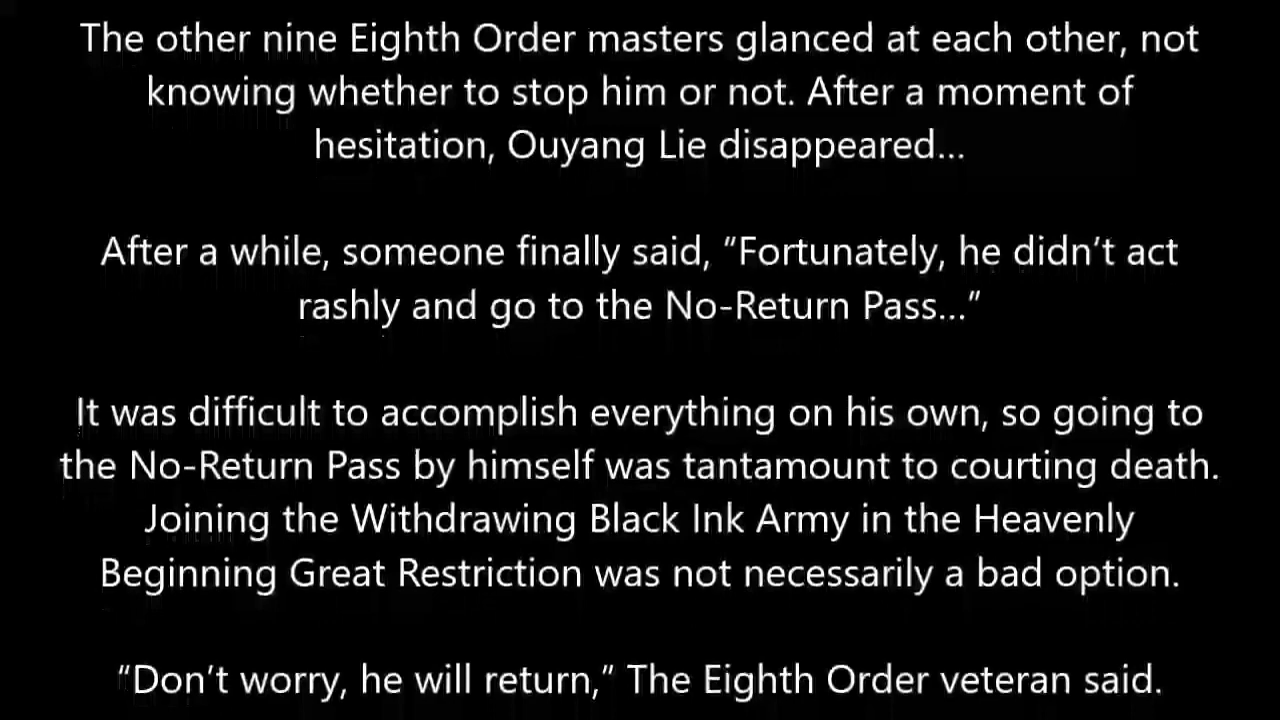 The other nine Eighth Order masters glanced at each other, not
knowing whether to stop him or not. After a moment of
hesitation, Ouyang Lie disappeared...
After a while, someone finally said, “Fortunately, he didn’t act
rashly and go to the No-Return Pass...”
It was difficult to accomplish everything on his own, so going to
the No-Return Pass by himself was tantamount to courting death.
Joining the Withdrawing Black Ink Army in the Heavenly
Beginning Great Restriction was not necessarily a bad option.
“Don’t worry, he will return,” The Eighth Order veteran said.